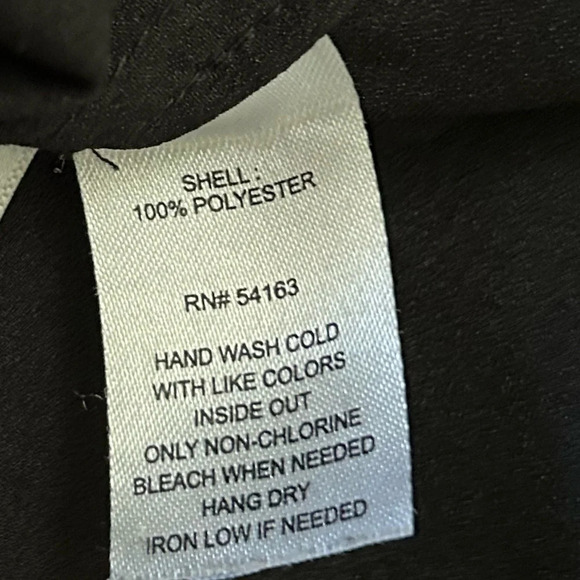 SHELL :
100% POLYESTER
RN# 54163
HAND WASH COLD
WITH LIKE COLORS
INSIDE OUT
ONLY NON-CHLORINE
BLEACH WHEN NEEDED
HANG DRY
IRON LOW IF NEEDED